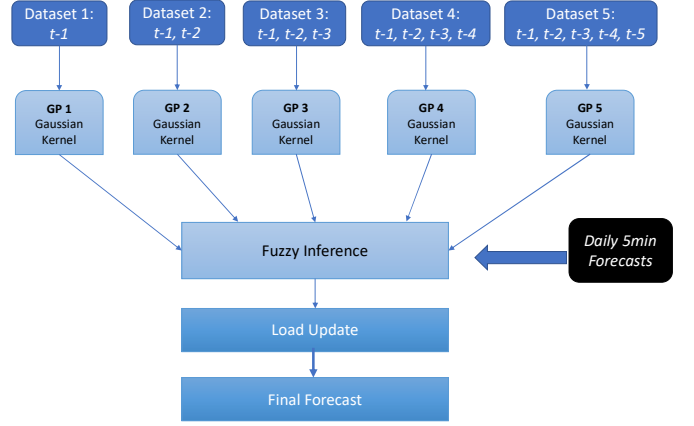 Dataset 1:
t-1
Dataset 2:
t-1, t-2
Dataset 3:
t-1, t-2, t-3
Dataset 4:
t-1, t-2, t-3, t-4
Dataset 5:
t-1, t-2, t-3, t-4, t-5
GP 1
Gaussian
Kernel
GP 2
Gaussian
Kernel
GP 3
Gaussian
Kernel
GP 4
Gaussian
Kernel
GP 5
Gaussian
Kernel
Fuzzy Inference
Daily 5min
Forecasts
Load Update
Final Forecast